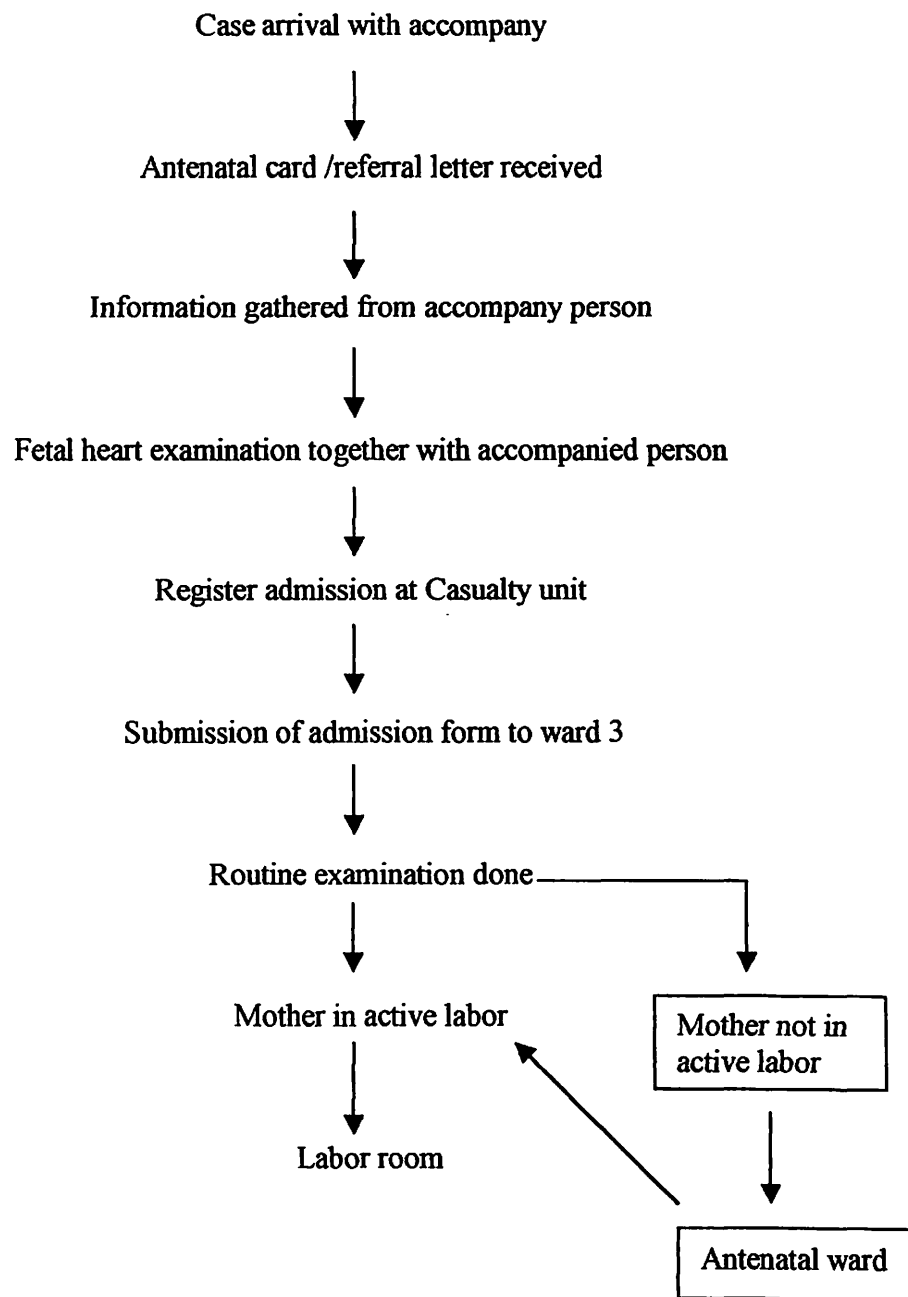 Case arrival with accompany
Antenatal card /referral letter received
Information gathered from accompany person
Fetal heart examination together with accompanied person
Register admission at Casualty unit
Submission of admission form to ward 3
Routine examination done
Mother in active labor
Mother not in
active labor
Labor room
Antenatal ward